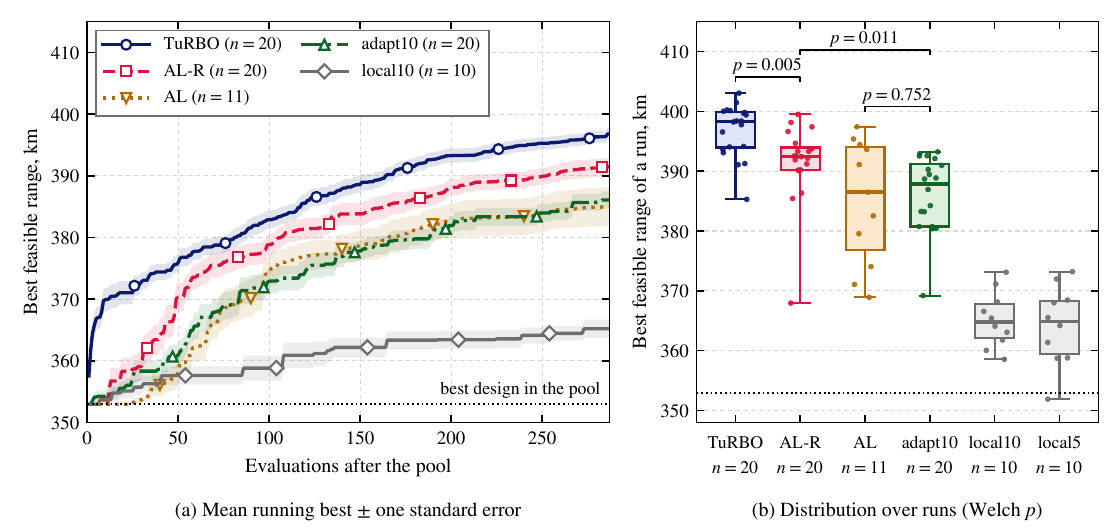 TuRBO (n = 20)
AL-R (n = 20)
AL (n = 11)
adapt10 (n = 20)
local10 (n = 10)
410
400
390
380
370
360
350
Best feasible range, km
best design in the pool
0
50
100
150
200
250
Evaluations after the pool
(a) Mean running best ± one standard error
p = 0.011
p = 0.005
p = 0.752
410
400
390
380
370
360
350
Best feasible range of a run, km
TuRBO AL-R AL adapt10 local10 local5
n = 20 n = 20 n = 11 n = 20 n = 10 n = 10
(b) Distribution over runs (Welch p)